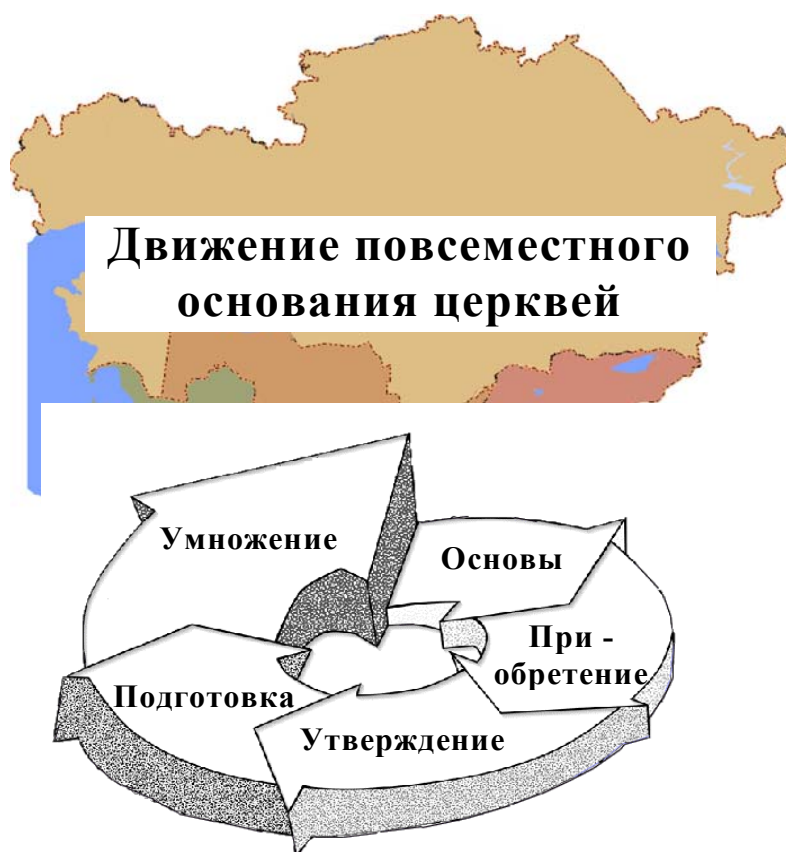 Движение повсеместного
основания церквей
Умножение
Основы
При -
обретение
Подготовка
Утверждение